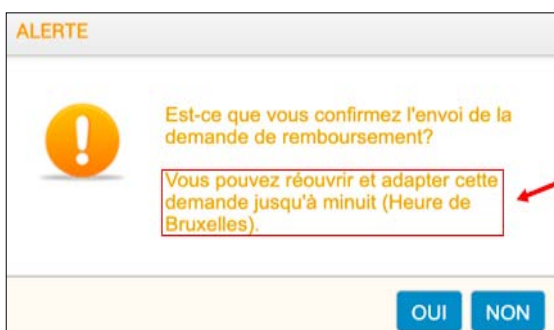 ALERTE
Est-ce que vous confirmez l'envoi de la
demande de remboursement?
Vous pouvez réouvrir et adapter cette
demande jusqu'à minuit (Heure de
Bruxelles).
OUI NON